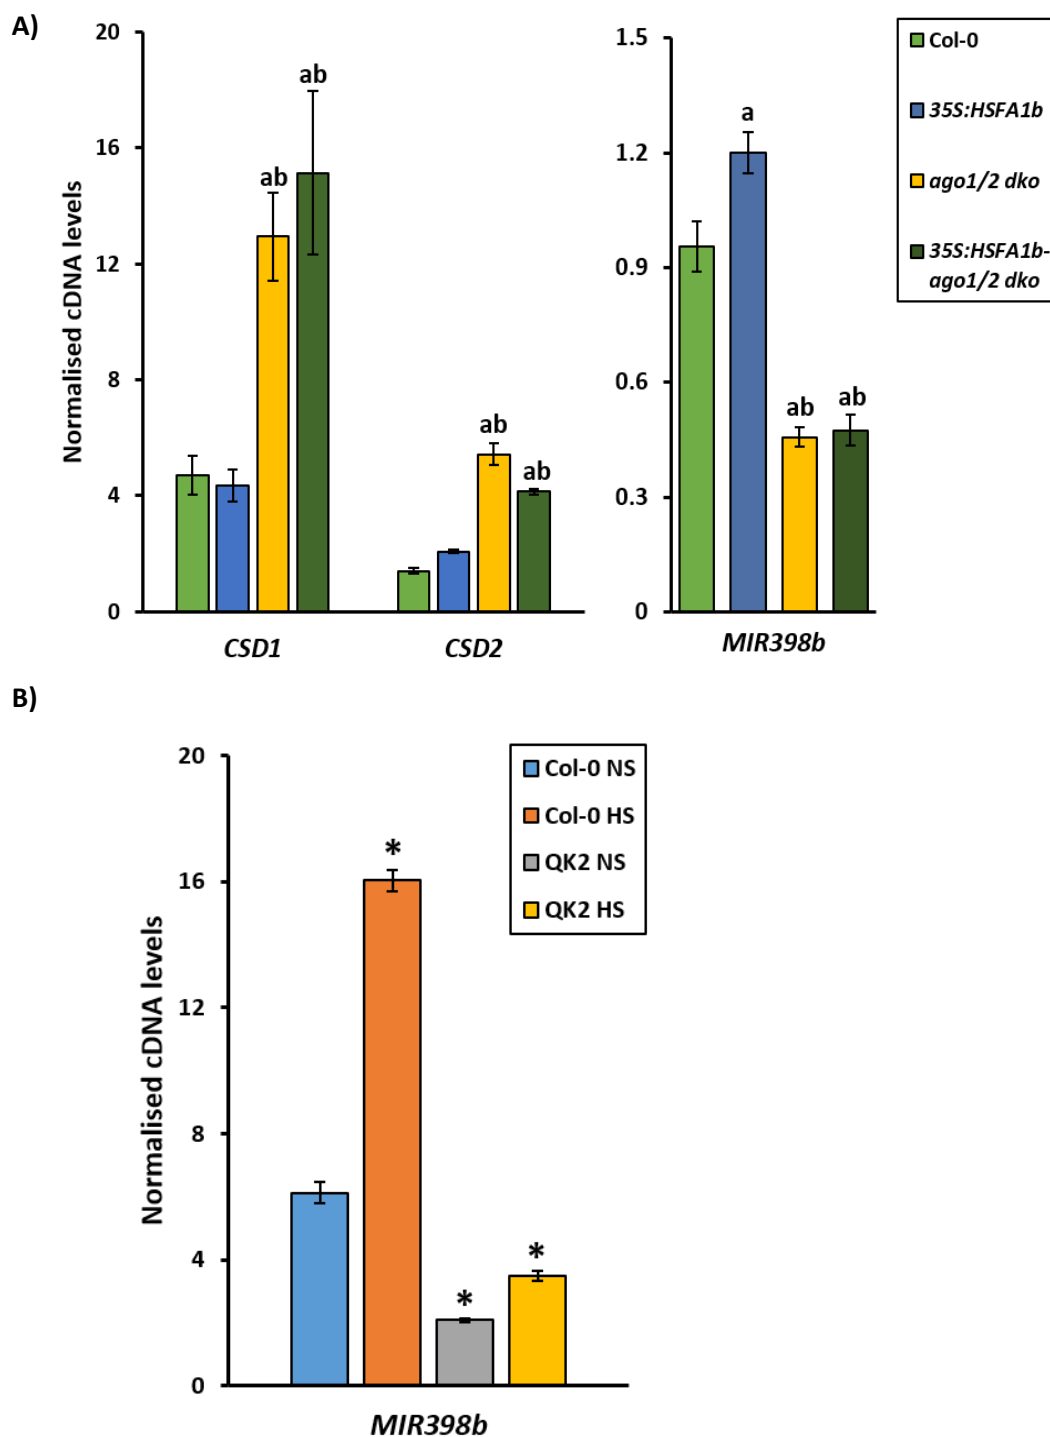 A)
20
16
12
8
4
0
Normalised cDNA levels
ab
ab
ab
ab
CSD1
CSD2
1.5
1.2
0.9
0.6
0.3
0
a
ab
ab
MIR398b
Col-0
35S:HSFA1b
ago1/2 dko
35S:HSFA1b-
ago1/2 dko
B)
20
16
12
8
4
0
Normalised cDNA levels
*
*
*
MIR398b
Col-0 NS
Col-0 HS
QK2 NS
QK2 HS